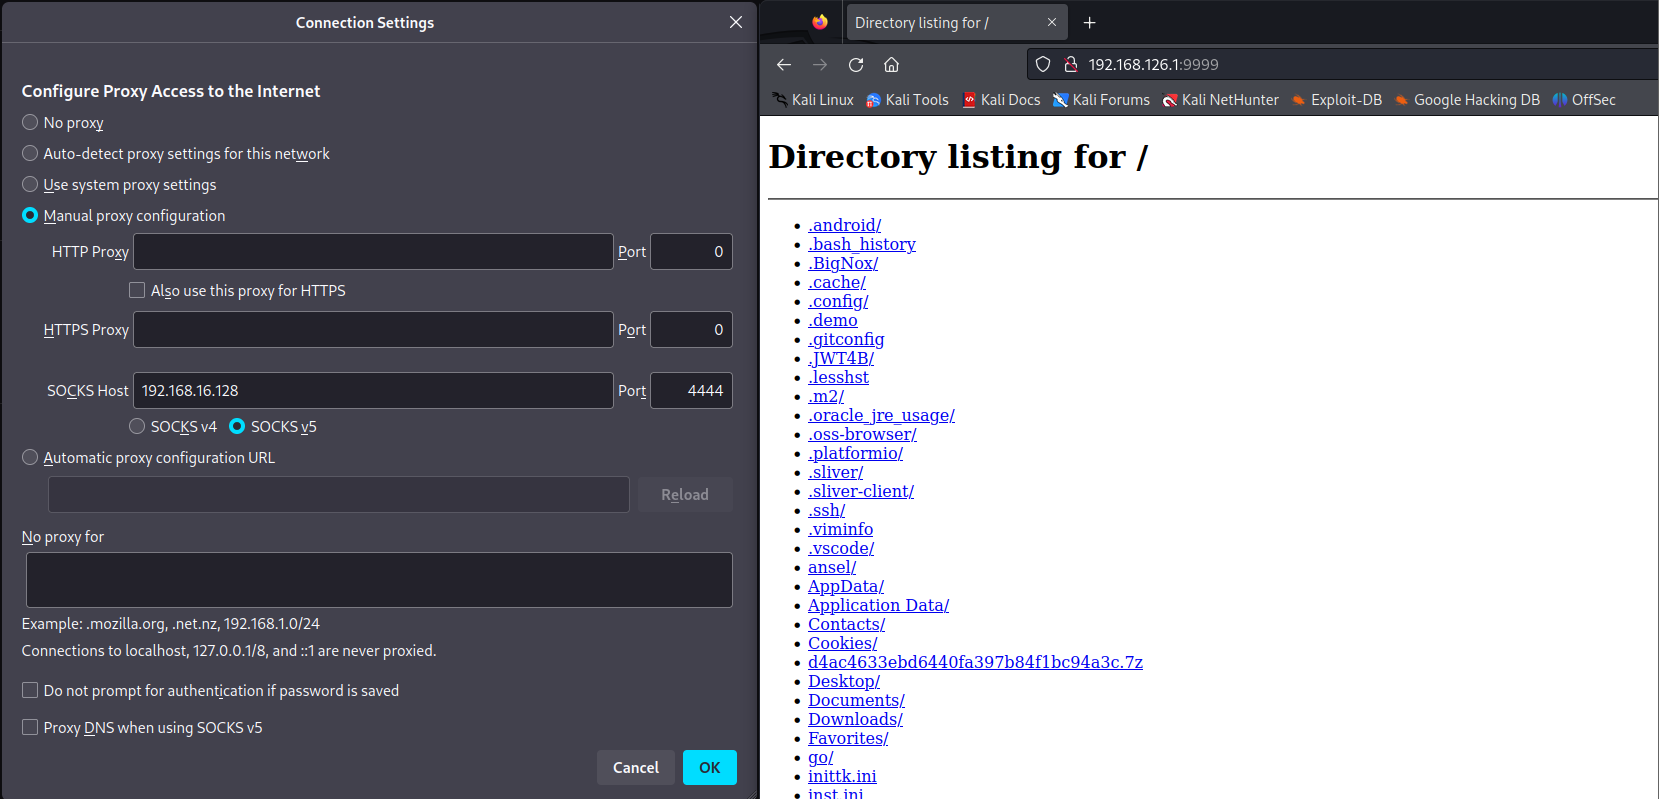 Connection Settings
Configure Proxy Access to the Internet
No proxy
Auto-detect proxy settings for this network
Use system proxy settings
Manual proxy configuration
HTTP Proxy Port 0
Also use this proxy for HTTPS
HTTPS Proxy Port 0
SOCKS Host 192.168.16.128 Port 4444
SOCKS v4 SOCKS v5
Automatic proxy configuration URL
Reload
No proxy for
Example: .mozilla.org, .net.nz, 192.168.1.0/24
Connections to localhost, 127.0.0.1/8, and ::1 are never proxied.
Do not prompt for authentication if password is saved
Proxy DNS when using SOCKS v5
Cancel OK
Directory listing for /
192.168.126.1:9999
Kali Linux Kali Tools Kali Docs Kali Forums Kali NetHunter Exploit-DB Google Hacking DB OffSec
Directory listing for /
.android/
.bash_history
.BigNox/
.cache/
.config/
.demo
.gitconfig
.JWT4B/
.lesshst
.m2/
.oracle_jre_usage/
.oss-browser/
.platformio/
.sliver/
.sliver-client/
.ssh/
.viminfo
.vscode/
ansel/
AppData/
Application Data/
Contacts/
Cookies/
d4ac4633ebd6440fa397b84f1bc94a3c.7z
Desktop/
Documents/
Downloads/
Favorites/
go/
inittk.ini
inst.ini